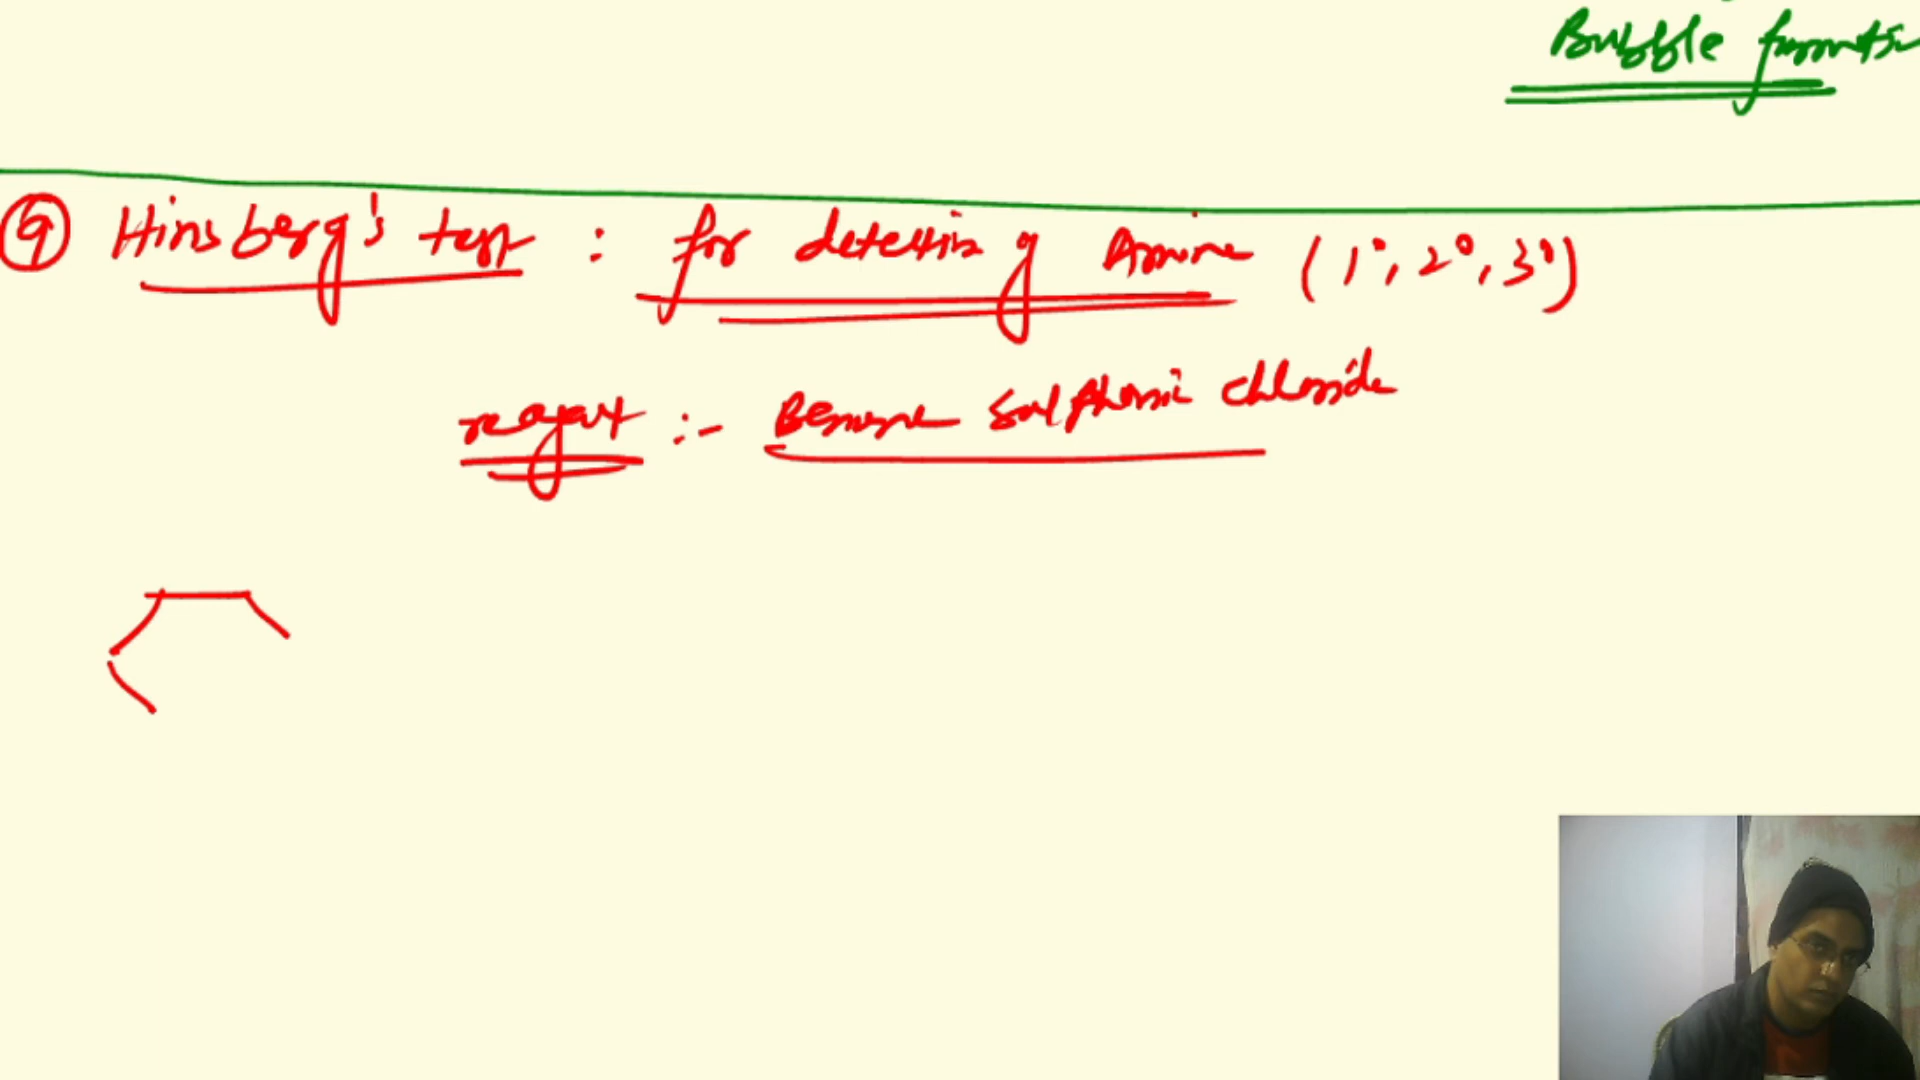 Bubble formation
9 Hinsberg's test : for detection of Amine (1°, 2°, 3°)
reagent :- Benzene Sulphonic chloride